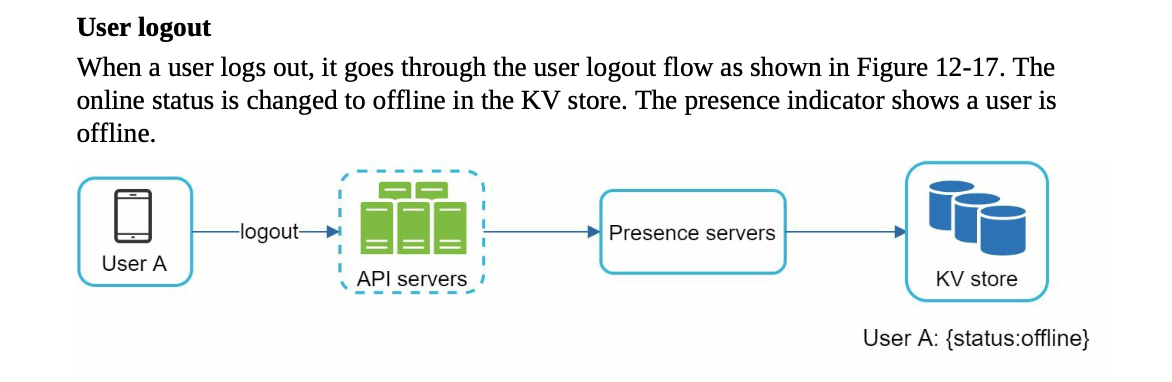 User logout
When a user logs out, it goes through the user logout flow as shown in Figure 12-17. The
online status is changed to offline in the KV store. The presence indicator shows a user is
offline.
User A
logout
API servers
Presence servers
KV store
User A: {status:offline}